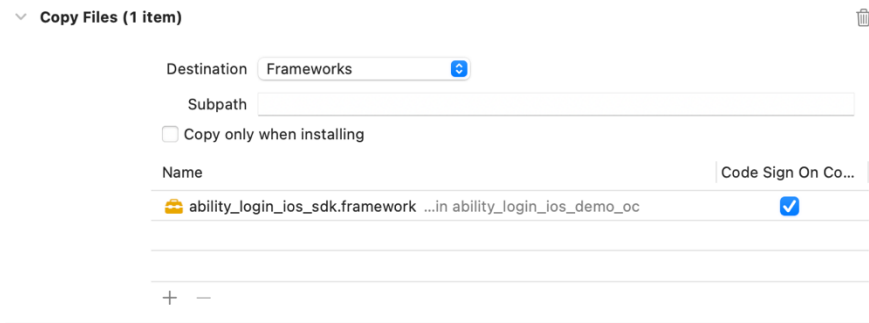 Copy Files (1 item)
Destination Frameworks
Subpath
Copy only when installing
Name Code Sign On Co...
ability_login_ios_sdk.framework ...in ability_login_ios_demo_oc